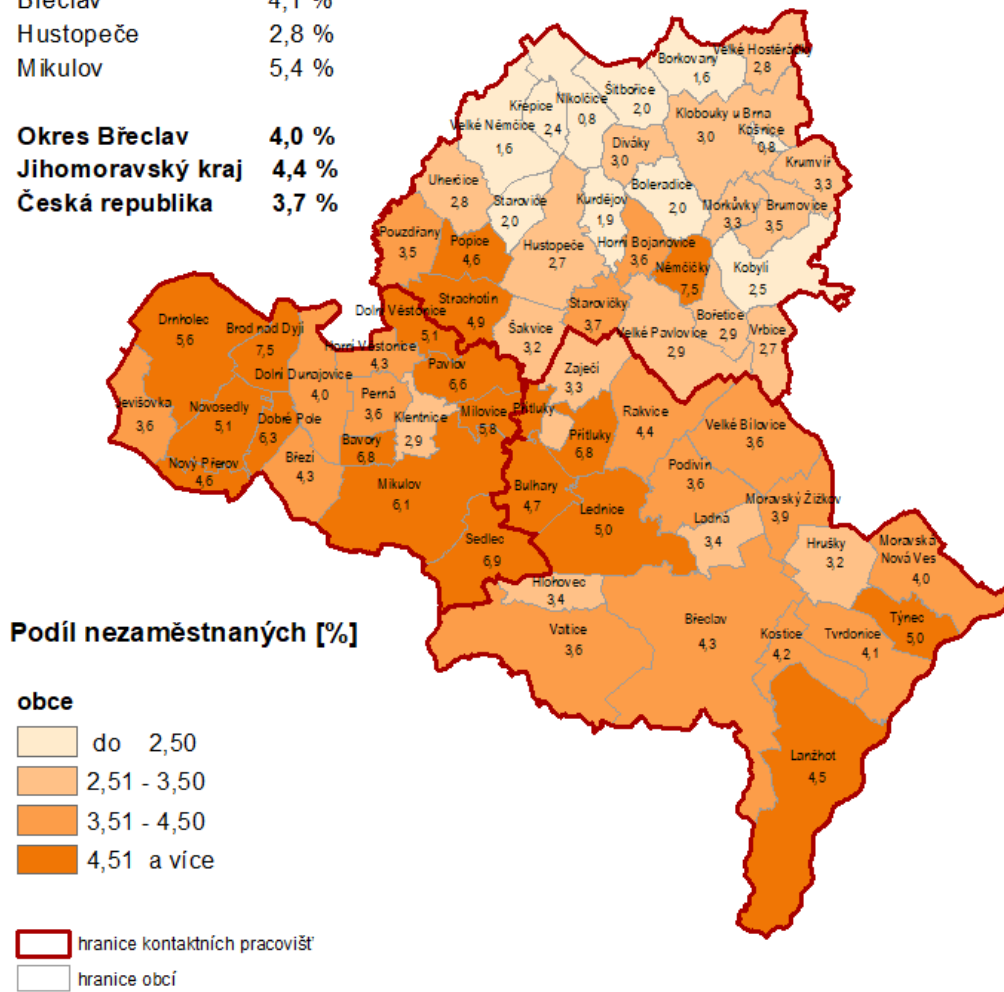 Břeclav 4,1 %
Hustopeče 2,8 %
Mikulov 5,4 %
Okres Břeclav 4,0 %
Jihomoravský kraj 4,4 %
Česká republika 3,7 %
Velké Hostěrádky
2,8
Borkovany
1,6
Šitbořice
2,0
Nikolčice
0,8
Křepice
2,4
Velké Němčice
1,6
Klobouky u Brna
3,0
Kašnice
0,8
Diváky
3,0
Krumvíř
3,3
Uherčice
2,8
Starovice
2,0
Kurdějov
1,9
Boleradice
2,0
Morkůvky
3,3
Brumovice
3,5
Pouzdřany
3,5
Popice
4,6
Hustopeče
2,7
Horní Bojanovice
3,6
Němčičky
7,5
Kobylí
2,5
Strachotín
4,9
Starovičky
3,7
Šakvice
3,2
Velké Pavlovice
2,9
Bořetice
2,9
Vrbice
2,7
Dolní Věstonice
5,1
Drnholec
5,6
Brod nad Dyjí
7,5
Horní Věstonice
4,3
Pavlov
6,6
Dolní Dunajovice
4,0
Perná
3,6
Klentnice
2,9
Milovice
5,8
Jevišovka
3,6
Novosedly
5,1
Dobré Pole
6,3
Bavory
6,8
Nový Přerov
4,6
Březí
4,3
Mikulov
6,1
Sedlec
6,9
Zaječí
3,3
Přítluky
Přítluky
6,8
Rakvice
4,4
Velké Bílovice
3,6
Podivín
3,6
Bulhary
4,7
Lednice
5,0
Ladná
3,4
Moravský Žižkov
3,9
Hrušky
3,2
Moravská
Nová Ves
4,0
Hlohovec
3,4
Valtice
3,6
Břeclav
4,3
Kostice
4,2
Tvrdonice
4,1
Týnec
5,0
Lanžhot
4,5
Podíl nezaměstnaných [%]
obce
do 2,50
2,51 - 3,50
3,51 - 4,50
4,51 a více
hranice kontaktních pracovišť
hranice obcí